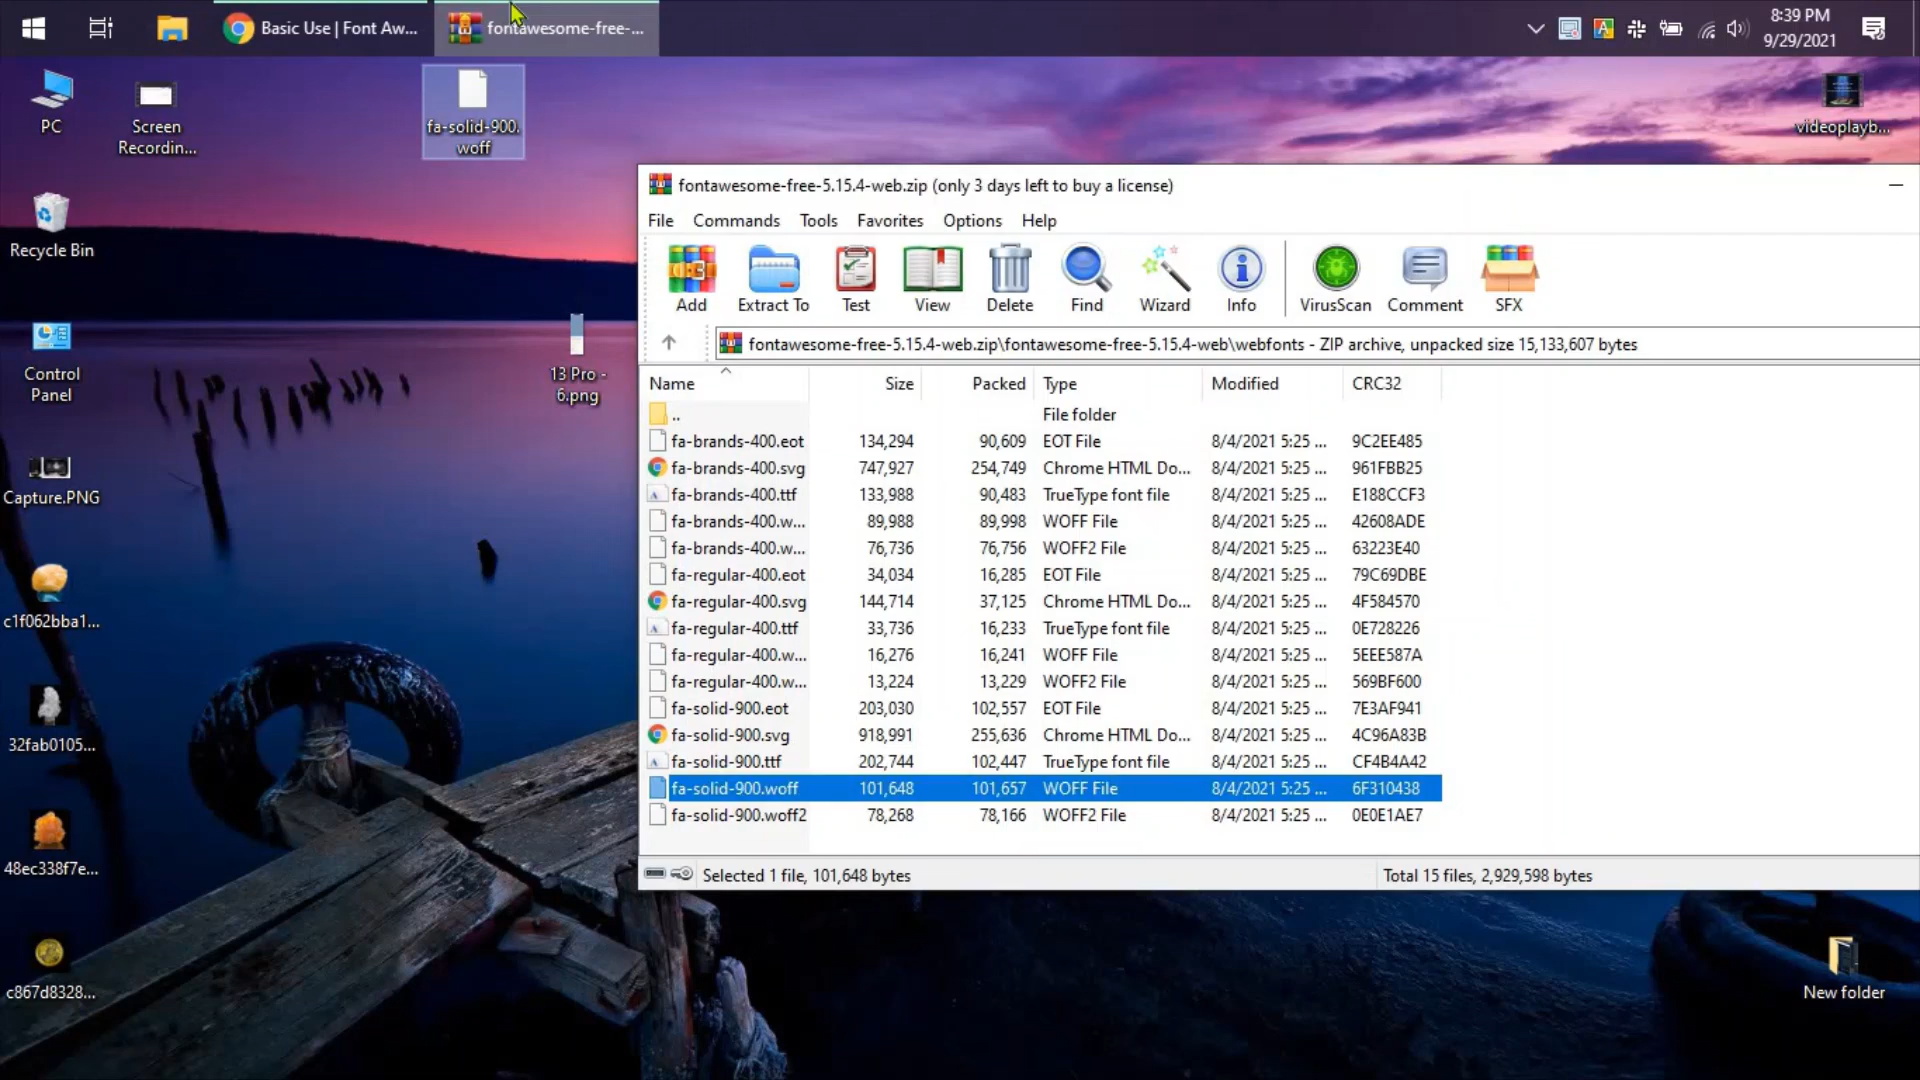 Basic Use | Font Aw...
fontawesome-free-...
8:39 PM
9/29/2021
PC
Screen
Recordin...
fa-solid-900.
woff
videoplayb...
Recycle Bin
Control
Panel
13 Pro -
6.png
Capture.PNG
c1f062bba1...
32fab0105...
48ec338f7e...
c867d8328...
New folder
fontawesome-free-5.15.4-web.zip (only 3 days left to buy a license)
File Commands Tools Favorites Options Help
Add Extract To Test View Delete Find Wizard Info VirusScan Comment SFX
fontawesome-free-5.15.4-web.zip\fontawesome-free-5.15.4-web\webfonts - ZIP archive, unpacked size 15,133,607 bytes
Name Size Packed Type Modified CRC32
.. File folder
fa-brands-400.eot 134,294 90,609 EOT File 8/4/2021 5:25 ... 9C2EE485
fa-brands-400.svg 747,927 254,749 Chrome HTML Do... 8/4/2021 5:25 ... 961FBB25
fa-brands-400.ttf 133,988 90,483 TrueType font file 8/4/2021 5:25 ... E188CCF3
fa-brands-400.w... 89,988 89,998 WOFF File 8/4/2021 5:25 ... 42608ADE
fa-brands-400.w... 76,736 76,756 WOFF2 File 8/4/2021 5:25 ... 63223E40
fa-regular-400.eot 34,034 16,285 EOT File 8/4/2021 5:25 ... 79C69DBE
fa-regular-400.svg 144,714 37,125 Chrome HTML Do... 8/4/2021 5:25 ... 4F584570
fa-regular-400.ttf 33,736 16,233 TrueType font file 8/4/2021 5:25 ... 0E728226
fa-regular-400.w... 16,276 16,241 WOFF File 8/4/2021 5:25 ... 5EEE587A
fa-regular-400.w... 13,224 13,229 WOFF2 File 8/4/2021 5:25 ... 569BF600
fa-solid-900.eot 203,030 102,557 EOT File 8/4/2021 5:25 ... 7E3AF941
fa-solid-900.svg 918,991 255,636 Chrome HTML Do... 8/4/2021 5:25 ... 4C96A83B
fa-solid-900.ttf 202,744 102,447 TrueType font file 8/4/2021 5:25 ... CF4B4A42
fa-solid-900.woff 101,648 101,657 WOFF File 8/4/2021 5:25 ... 6F310438
fa-solid-900.woff2 78,268 78,166 WOFF2 File 8/4/2021 5:25 ... 0E0E1AE7
Selected 1 file, 101,648 bytes
Total 15 files, 2,929,598 bytes